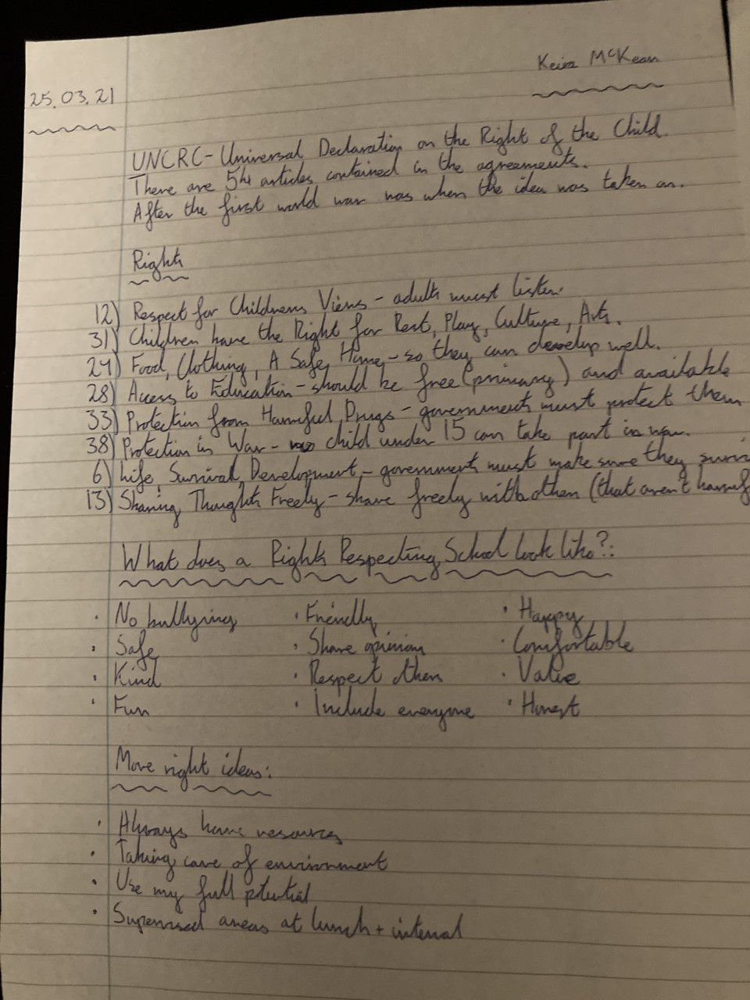 Keira McKean
25.03.21
UNCRC - Universal Declaration on the Right of the Child.
There are 54 articles contained in the agreements.
After the first world war was when the idea was taken on.
Rights
12) Respect for Childrens Views - adults must listen.
31) Children have the Right for Rest, Play, Culture, Arts.
27) Food, Clothing, A Safe Home - so they can develop well.
28) Access to Education - should be free (primary) and available
33) Protection from Harmful Drugs - governments must protect them
38) Protection in War - no child under 15 can take part in war.
6) Life, Survival, Development - governments must make sure they
13) Sharing Thoughts Freely - share freely with others (that aren't
What does a Rights Respecting School look like?:
· No bullying · Friendly · Happy
· Safe · Share opinion · Comfortable
· Kind · Respect them · Value
· Fun · Include everyone · Honest
More right ideas:
· Always have resources
· Taking care of environment
· Use my full potential
· Supervised areas at lunch + interval